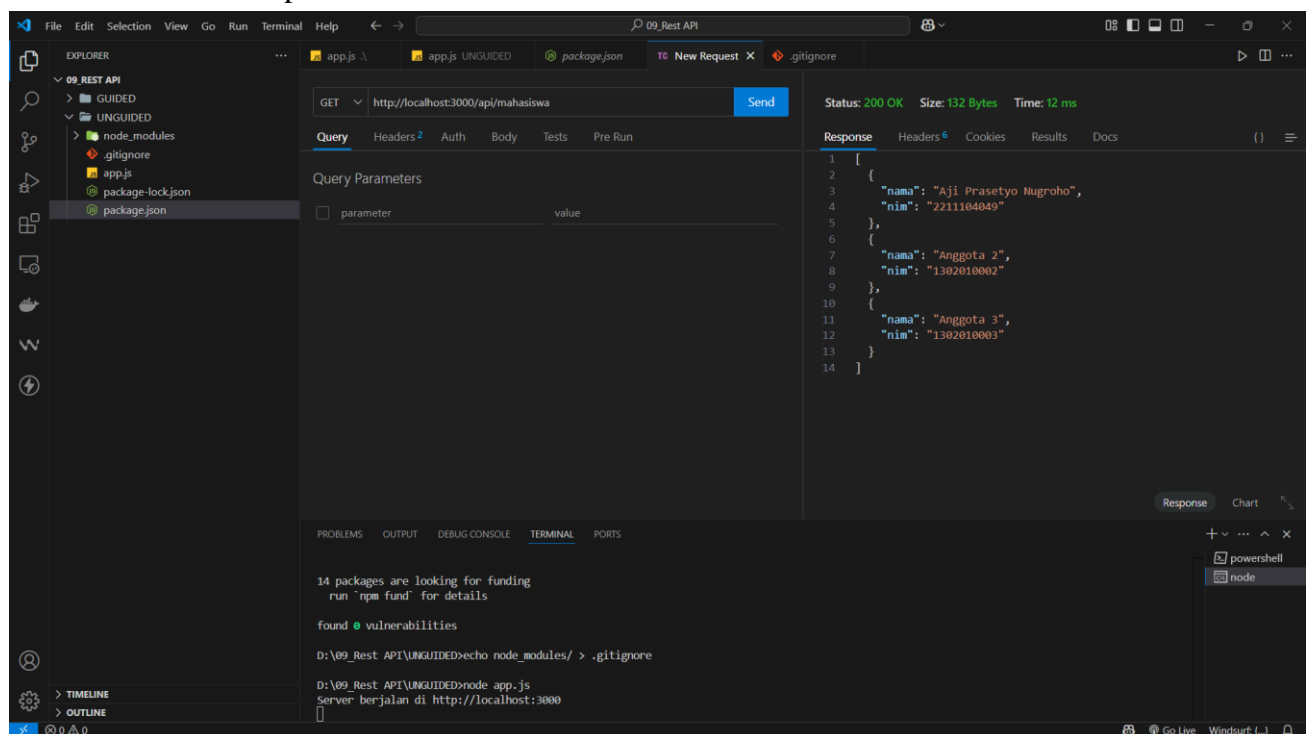 File Edit Selection View Go Run Terminal Help
09_Rest API
EXPLORER
09_REST API
GUIDED
UNGUIDED
node_modules
.gitignore
app.js
package-lock.json
package.json
TIMELINE
OUTLINE
app.js .\
app.js UNGUIDED
package.json
TC New Request
.gitignore
GET http://localhost:3000/api/mahasiswa Send
Query Headers 2 Auth Body Tests Pre Run
Query Parameters
parameter value
Status: 200 OK Size: 132 Bytes Time: 12 ms
Response Headers 6 Cookies Results Docs {}
1 [
2 {
3 "nama": "Aji Prasetyo Nugroho",
4 "nim": "2211104049"
5 },
6 {
7 "nama": "Anggota 2",
8 "nim": "1302010002"
9 },
10 {
11 "nama": "Anggota 3",
12 "nim": "1302010003"
13 }
14 ]
Response Chart
PROBLEMS OUTPUT DEBUG CONSOLE TERMINAL PORTS
powershell
node
14 packages are looking for funding
run `npm fund` for details
found 0 vulnerabilities
D:\09_Rest API\UNGUIDED>echo node_modules/ > .gitignore
D:\09_Rest API\UNGUIDED>node app.js
Server berjalan di http://localhost:3000
0 0 Go Live Windsurf: {...}